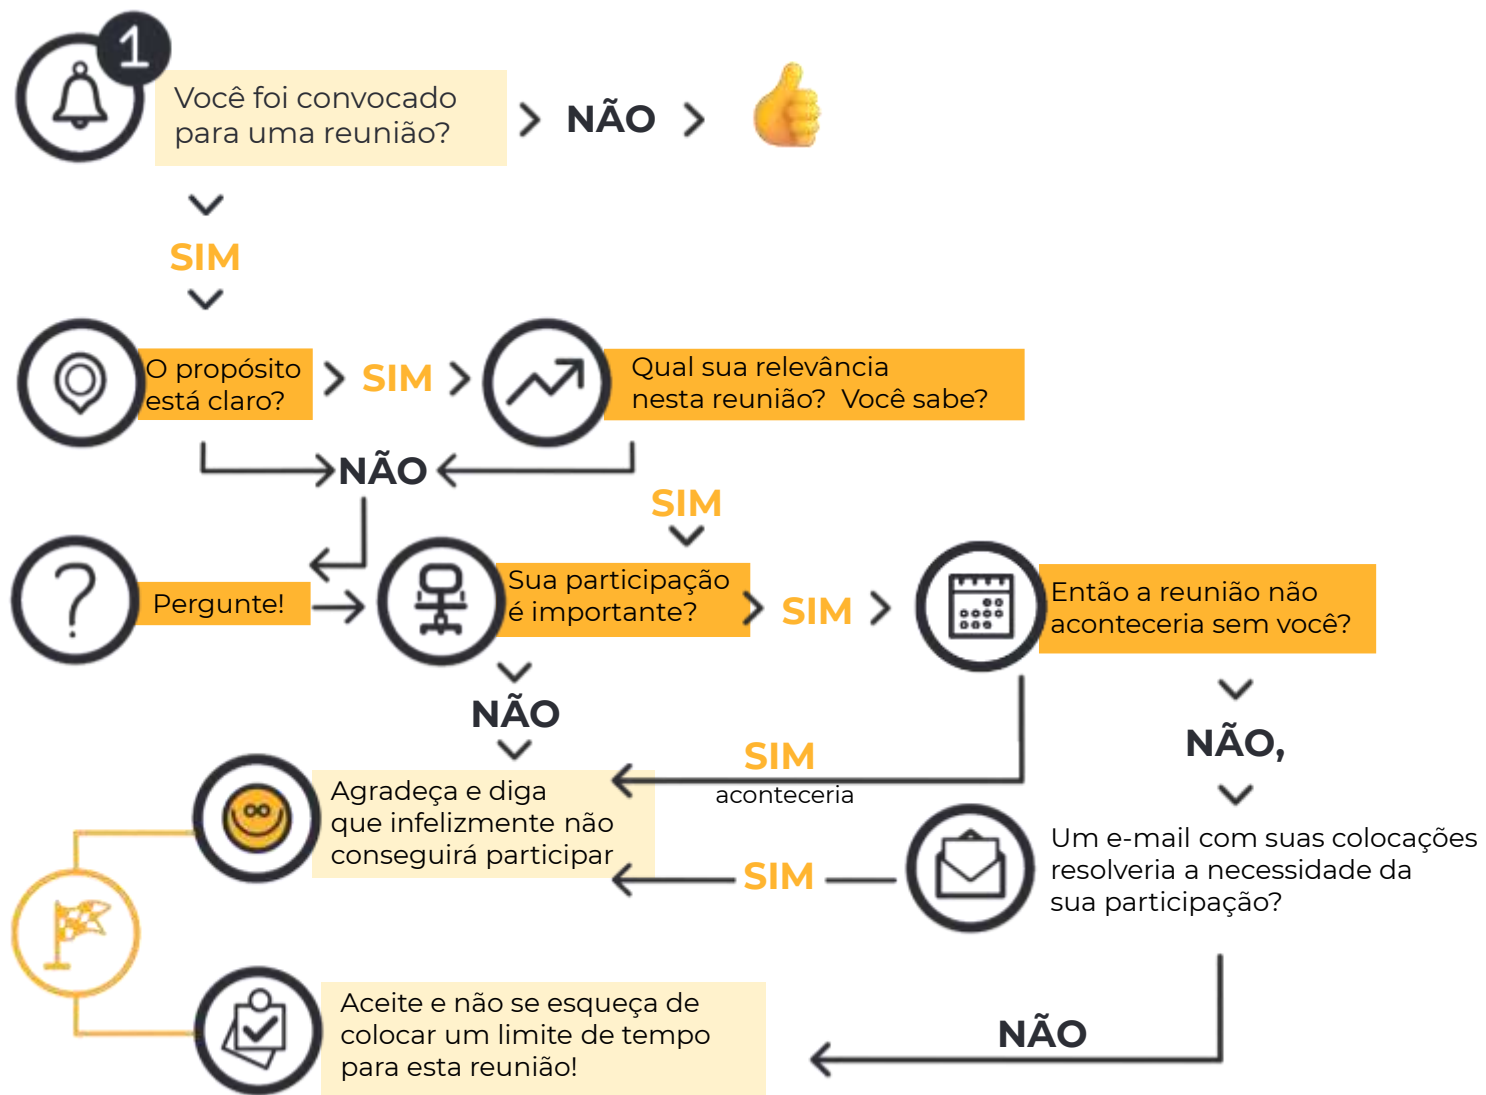 1
Você foi convocado
para uma reunião?
NÃO
SIM
O propósito
está claro?
SIM
Qual sua relevância
nesta reunião? Você sabe?
NÃO
SIM
?
Pergunte!
Sua participação
é importante?
SIM
Então a reunião não
aconteceria sem você?
NÃO
NÃO,
SIM
aconteceria
Agradeça e diga
que infelizmente não
conseguirá participar
Um e-mail com suas colocações
resolveria a necessidade da
sua participação?
SIM
Aceite e não se esqueça de
colocar um limite de tempo
para esta reunião!
NÃO